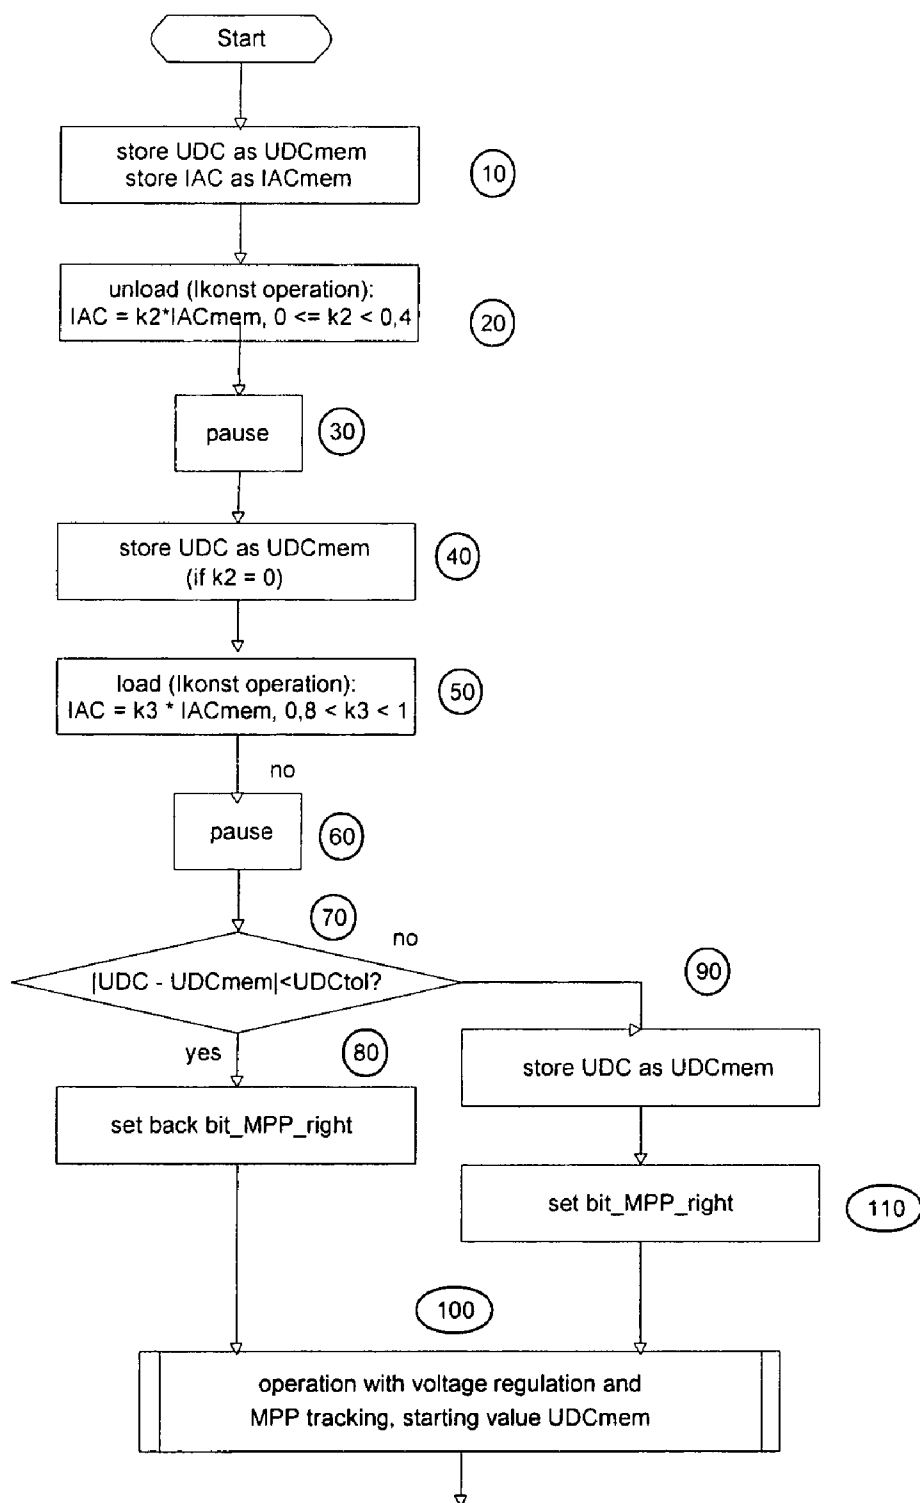 Start
store UDC as UDCmem
store IAC as IACmem
10
unload (Ikonst operation):
IAC = k2*IACmem, 0 <= k2 < 0,4
20
pause
30
store UDC as UDCmem
(if k2 = 0)
40
load (Ikonst operation):
IAC = k3 * IACmem, 0,8 < k3 < 1
50
no
pause
60
70
no
|UDC - UDCmem|<UDCtol?
90
yes
80
store UDC as UDCmem
set back bit_MPP_right
set bit_MPP_right
110
100
operation with voltage regulation and
MPP tracking, starting value UDCmem